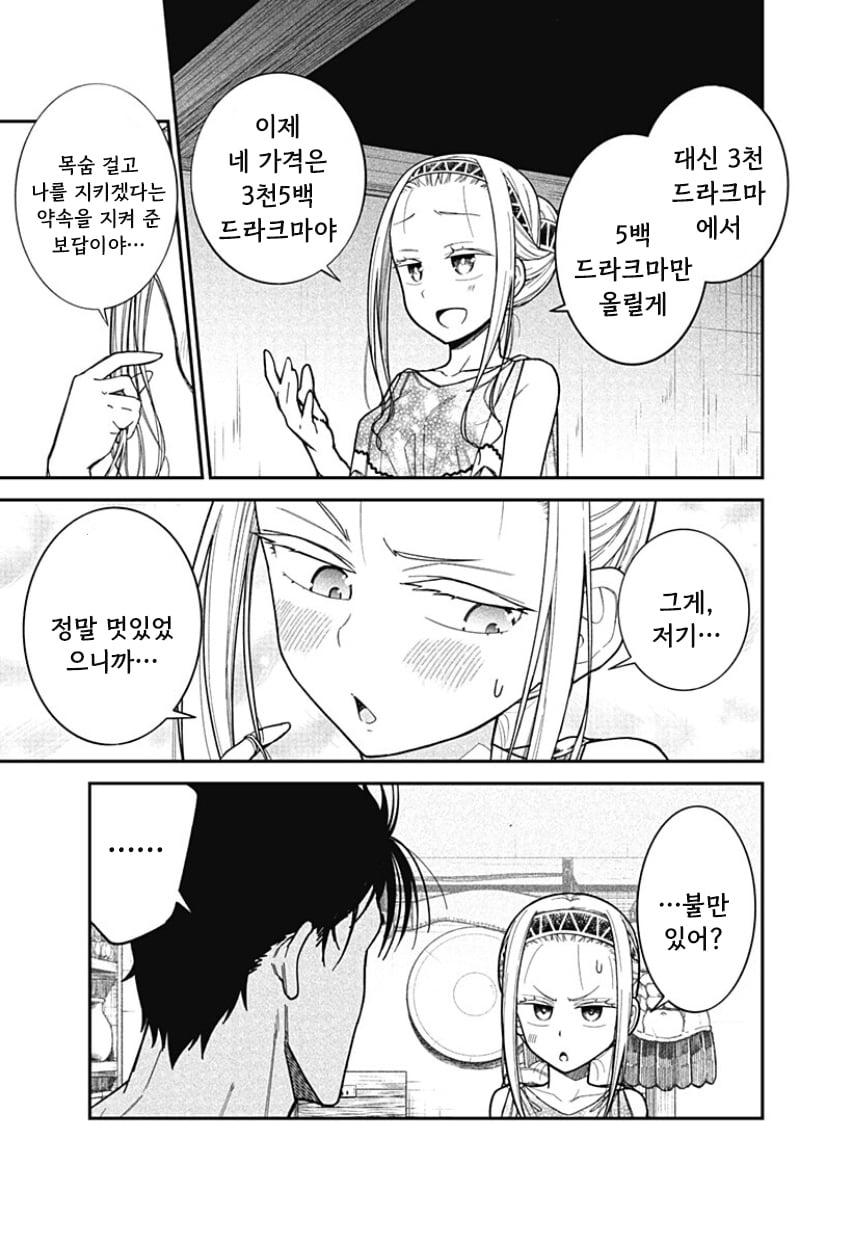 대신 3천
드라크마
에서
5백
드라크마만
올릴게
이제
네 가격은
3천5백
드라크마야
목숨 걸고
나를 지키겠다는
약속을 지켜 준
보답이야…
그게,
저기…
정말 멋있었
으니까…
…불만
있어?
……